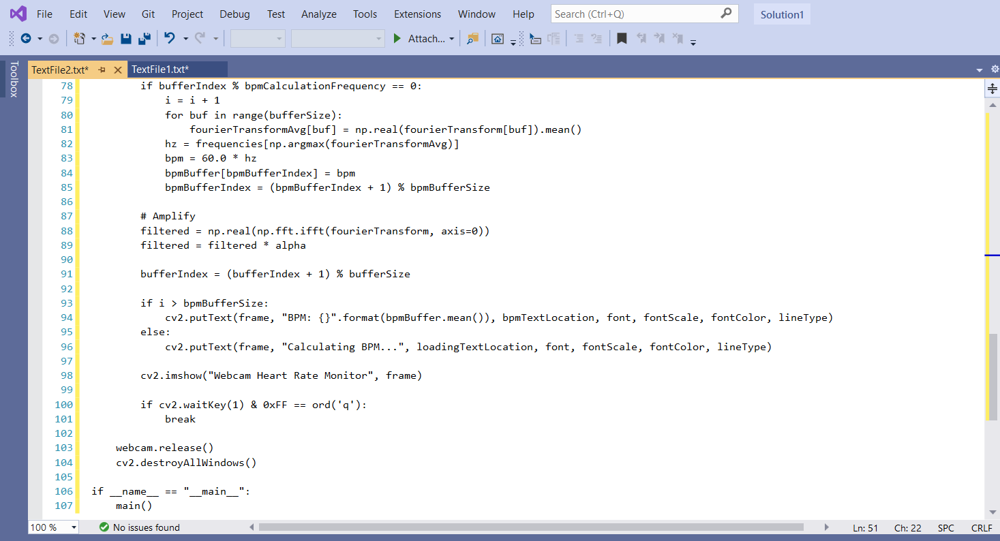 File Edit View Git Project Debug Test Analyze Tools Extensions Window Help Search (Ctrl+Q) Solution1
Attach...
Toolbox
TextFile2.txt* TextFile1.txt*
78 if bufferIndex % bpmCalculationFrequency == 0:
79 i = i + 1
80 for buf in range(bufferSize):
81 fourierTransformAvg[buf] = np.real(fourierTransform[buf]).mean()
82 hz = frequencies[np.argmax(fourierTransformAvg)]
83 bpm = 60.0 * hz
84 bpmBuffer[bpmBufferIndex] = bpm
85 bpmBufferIndex = (bpmBufferIndex + 1) % bpmBufferSize
86
87 # Amplify
88 filtered = np.real(np.fft.ifft(fourierTransform, axis=0))
89 filtered = filtered * alpha
90
91 bufferIndex = (bufferIndex + 1) % bufferSize
92
93 if i > bpmBufferSize:
94 cv2.putText(frame, "BPM: {}".format(bpmBuffer.mean()), bpmTextLocation, font, fontScale, fontColor, lineType)
95 else:
96 cv2.putText(frame, "Calculating BPM...", loadingTextLocation, font, fontScale, fontColor, lineType)
97
98 cv2.imshow("Webcam Heart Rate Monitor", frame)
99
100 if cv2.waitKey(1) & 0xFF == ord('q'):
101 break
102
103 webcam.release()
104 cv2.destroyAllWindows()
105
106 if __name__ == "__main__":
107 main()
100 % No issues found Ln: 51 Ch: 22 SPC CRLF